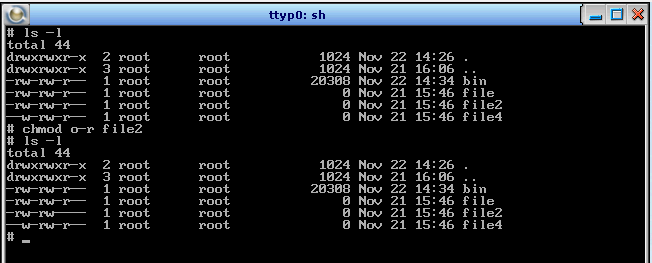 ttyp0: sh
# ls -l
total 44
drwxrwxr-x 2 root root 1024 Nov 22 14:26 .
drwxrwxr-x 3 root root 1024 Nov 21 16:06 ..
-rw-rw-r-- 1 root root 20308 Nov 22 14:34 bin
-rw-rw-r-- 1 root root 0 Nov 21 15:46 file
-rw-rw-r-- 1 root root 0 Nov 21 15:46 file2
--w-rw-r-- 1 root root 0 Nov 21 15:46 file4
# chmod o-r file2
# ls -l
total 44
drwxrwxr-x 2 root root 1024 Nov 22 14:26 .
drwxrwxr-x 3 root root 1024 Nov 21 16:06 ..
-rw-rw-r-- 1 root root 20308 Nov 22 14:34 bin
-rw-rw-r-- 1 root root 0 Nov 21 15:46 file
-rw-rw---- 1 root root 0 Nov 21 15:46 file2
--w-rw-r-- 1 root root 0 Nov 21 15:46 file4
# _